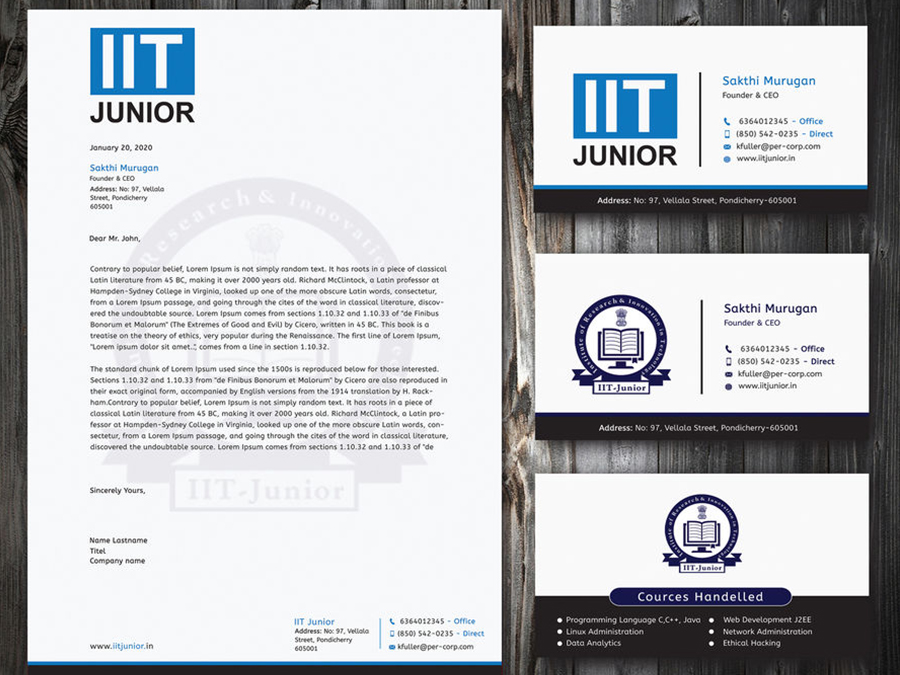 IIT
JUNIOR
January 20, 2020
Sakthi Murugan
Founder & CEO
Address: No: 97, Vellala
Street, Pondicherry
605001
Research & Innovation
Dear Mr. John,
Contrary to popular belief, Lorem Ipsum is not simply random text. It has roots in a piece of classical
Latin literature from 45 BC, making it over 2000 years old. Richard McClintock, a Latin professor at
Hampden-Sydney College in Virginia, looked up one of the more obscure Latin words, consectetur,
from a Lorem Ipsum passage, and going through the cites of the word in classical literature, discov-
ered the undoubtable source. Lorem Ipsum comes from sections 1.10.32 and 1.10.33 of "de Finibus
Bonorum et Malorum" (The Extremes of Good and Evil) by Cicero, written in 45 BC. This book is a
treatise on the theory of ethics, very popular during the Renaissance. The first line of Lorem Ipsum,
"Lorem ipsum dolor sit amet..", comes from a line in section 1.10.32.
The standard chunk of Lorem Ipsum used since the 1500s is reproduced below for those interested.
Sections 1.10.32 and 1.10.33 from "de Finibus Bonorum et Malorum" by Cicero are also reproduced in
their exact original form, accompanied by English versions from the 1914 translation by H. Rack-
ham.Contrary to popular belief, Lorem Ipsum is not simply random text. It has roots in a piece of
classical Latin literature from 45 BC, making it over 2000 years old. Richard McClintock, a Latin pro-
fessor at Hampden-Sydney College in Virginia, looked up one of the more obscure Latin words, con-
sectetur, from a Lorem Ipsum passage, and going through the cites of the word in classical literature,
discovered the undoubtable source. Lorem Ipsum comes from sections 1.10.32 and 1.10.33 of "de
IIT-Junior
Sincerely Yours,
Name Lastname
Titel
Company name
www.iitjunior.in
IIT Junior
Address: No: 97, Vellala
Street, Pondicherry
605001
6364012345 - Office
(850) 542-0235 - Direct
kfuller@per-corp.com
IIT
JUNIOR
Sakthi Murugan
Founder & CEO
6364012345 - Office
(850) 542-0235 - Direct
kfuller@per-corp.com
www.iitjunior.in
Address: No: 97, Vellala Street, Pondicherry-605001
Institute of Research & Innovation in Technology
IIT-Junior
Sakthi Murugan
Founder & CEO
6364012345 - Office
(850) 542-0235 - Direct
kfuller@per-corp.com
www.iitjunior.in
Address: No: 97, Vellala Street, Pondicherry-605001
Institute of Research & Innovation in Technology
IIT-Junior
Cources Handelled
Programming Language C,C++, Java
Linux Administration
Data Analytics
Web Development J2EE
Network Administration
Ethical Hacking